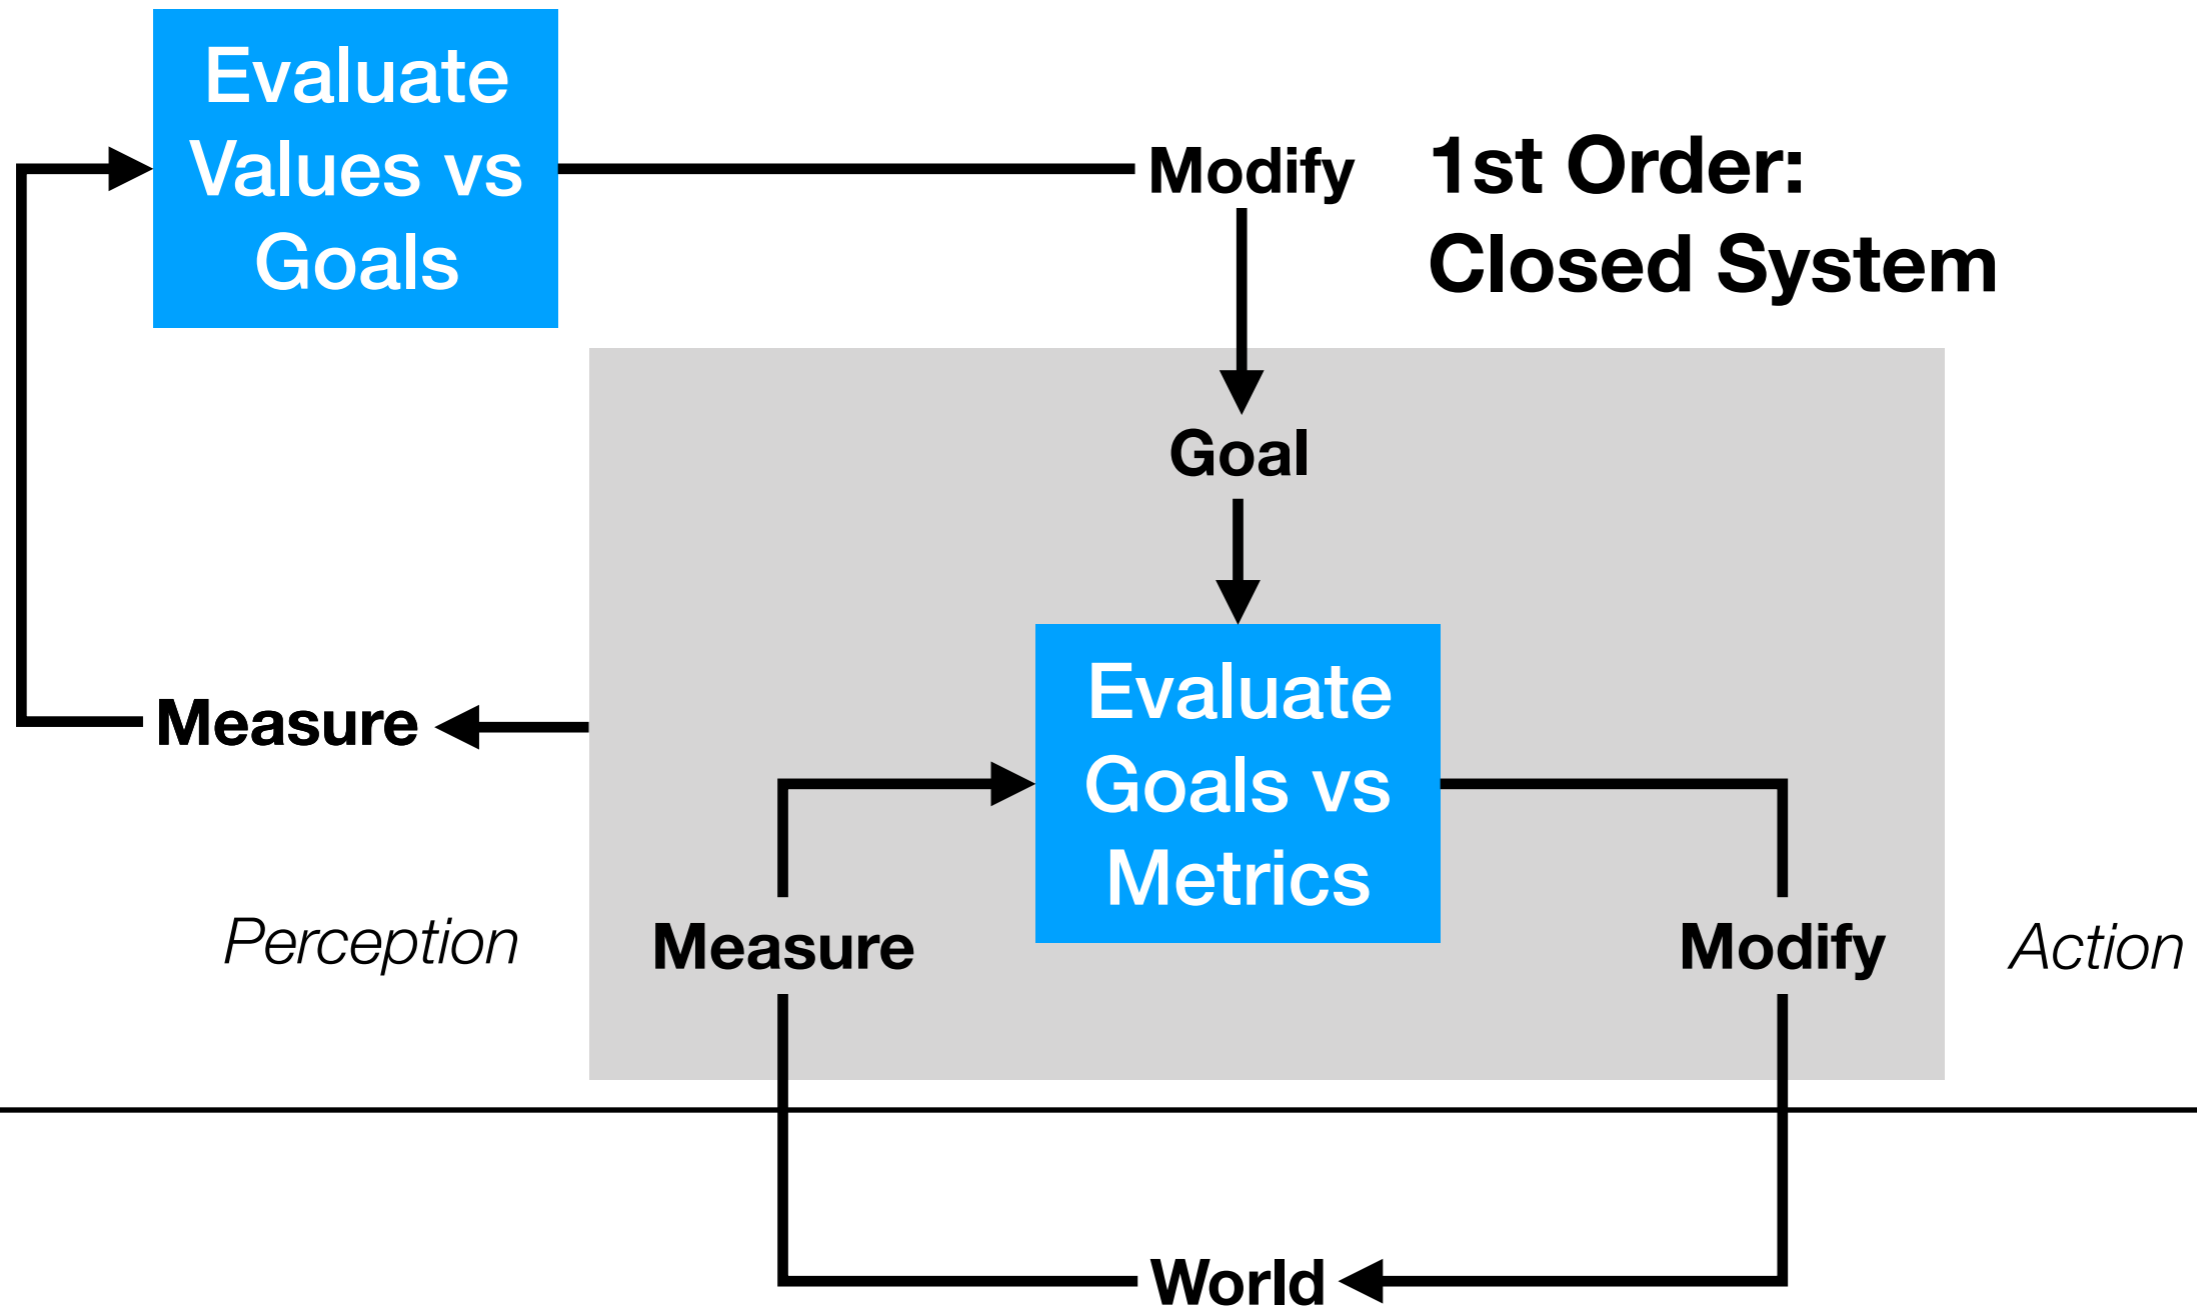 Evaluate
Values vs
Goals
Modify
1st Order:
Closed System
Goal
Evaluate
Goals vs
Metrics
Measure
Perception
Measure
Modify
Action
World